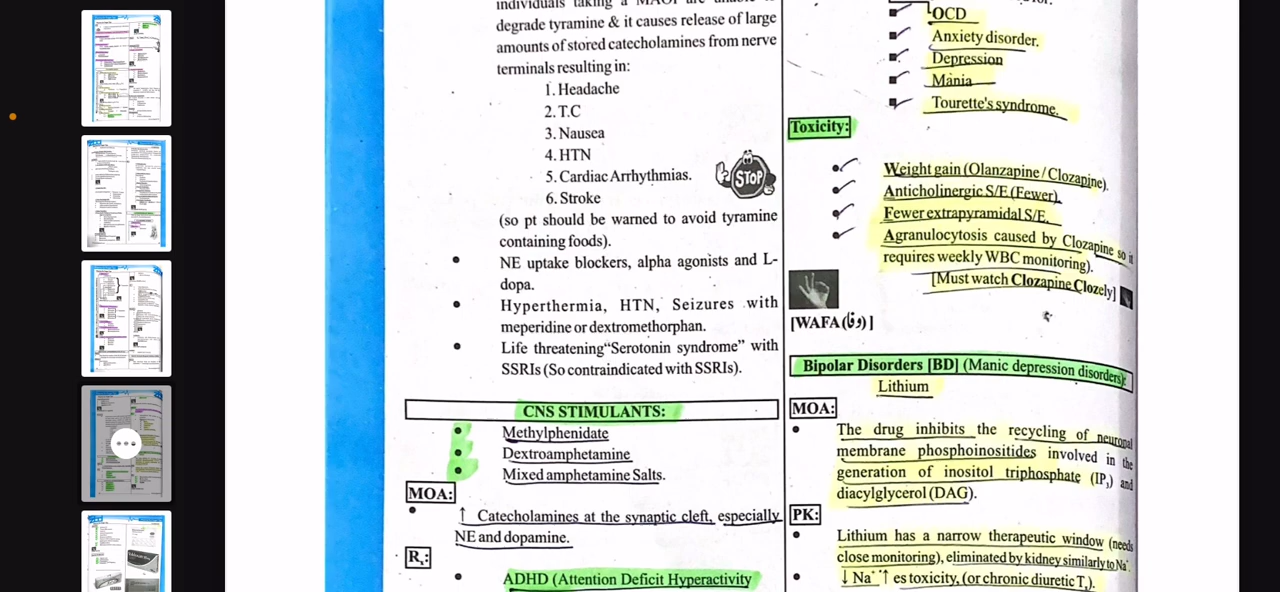 individuals taking a MAOI are unable to
degrade tyramine & it causes release of large
amounts of stored catecholamines from nerve
terminals resulting in:
1. Headache
2. T.C
3. Nausea
4. HTN
5. Cardiac Arrhythmias.
6. Stroke
STOP
(so pt should be warned to avoid tyramine
containing foods).
• NE uptake blockers, alpha agonists and L-
dopa.
• Hyperthermia, HTN, Seizures with
meperidine or dextromethorphan.
• Life threatening“Serotonin syndrome” with
SSRIs (So contraindicated with SSRIs).
CNS STIMULANTS:
• Methylphenidate
• Dextroamphetamine
• Mixed amphetamine Salts.
MOA:
• ↑ Catecholamines at the synaptic cleft, especially
NE and dopamine.
Rx:
• ADHD (Attention Deficit Hyperactivity
OCD
Anxiety disorder.
Depression
Mania
Tourette's syndrome.
Toxicity:
Weight gain (Olanzapine / Clozapine).
Anticholinergic S/E (Fewer).
Fewer extrapyramidal S/E.
Agranulocytosis caused by Clozapine so it
requires weekly WBC monitoring).
[Must watch Clozapine Clozely]
[WAFA (وفا)]
Bipolar Disorders [BD] (Manic depression disorders):
Lithium
MOA:
• The drug inhibits the recycling of neuronal
membrane phosphoinositides involved in the
generation of inositol triphosphate (IP₃) and
diacylglycerol (DAG).
PK:
• Lithium has a narrow therapeutic window (needs
close monitoring), eliminated by kidney similarly to Na⁺.
• ↓ Na⁺ ↑ es toxicity, (or chronic diuretic Tx).